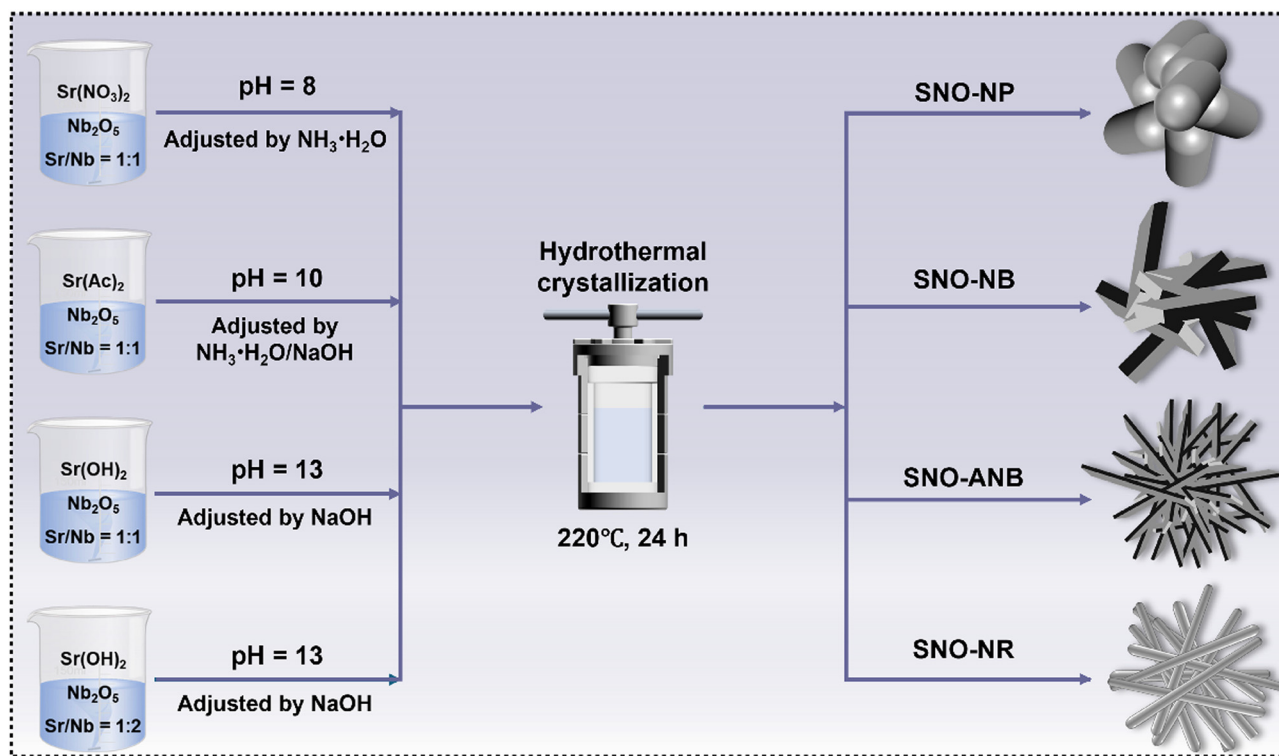 Sr(NO₃)₂
Nb₂O₅
Sr/Nb = 1:1
pH = 8
Adjusted by NH₃•H₂O
SNO-NP
Sr(Ac)₂
Nb₂O₅
Sr/Nb = 1:1
pH = 10
Adjusted by
NH₃•H₂O/NaOH
Hydrothermal
crystallization
220℃, 24 h
SNO-NB
Sr(OH)₂
Nb₂O₅
Sr/Nb = 1:1
pH = 13
Adjusted by NaOH
SNO-ANB
Sr(OH)₂
Nb₂O₅
Sr/Nb = 1:2
pH = 13
Adjusted by NaOH
SNO-NR